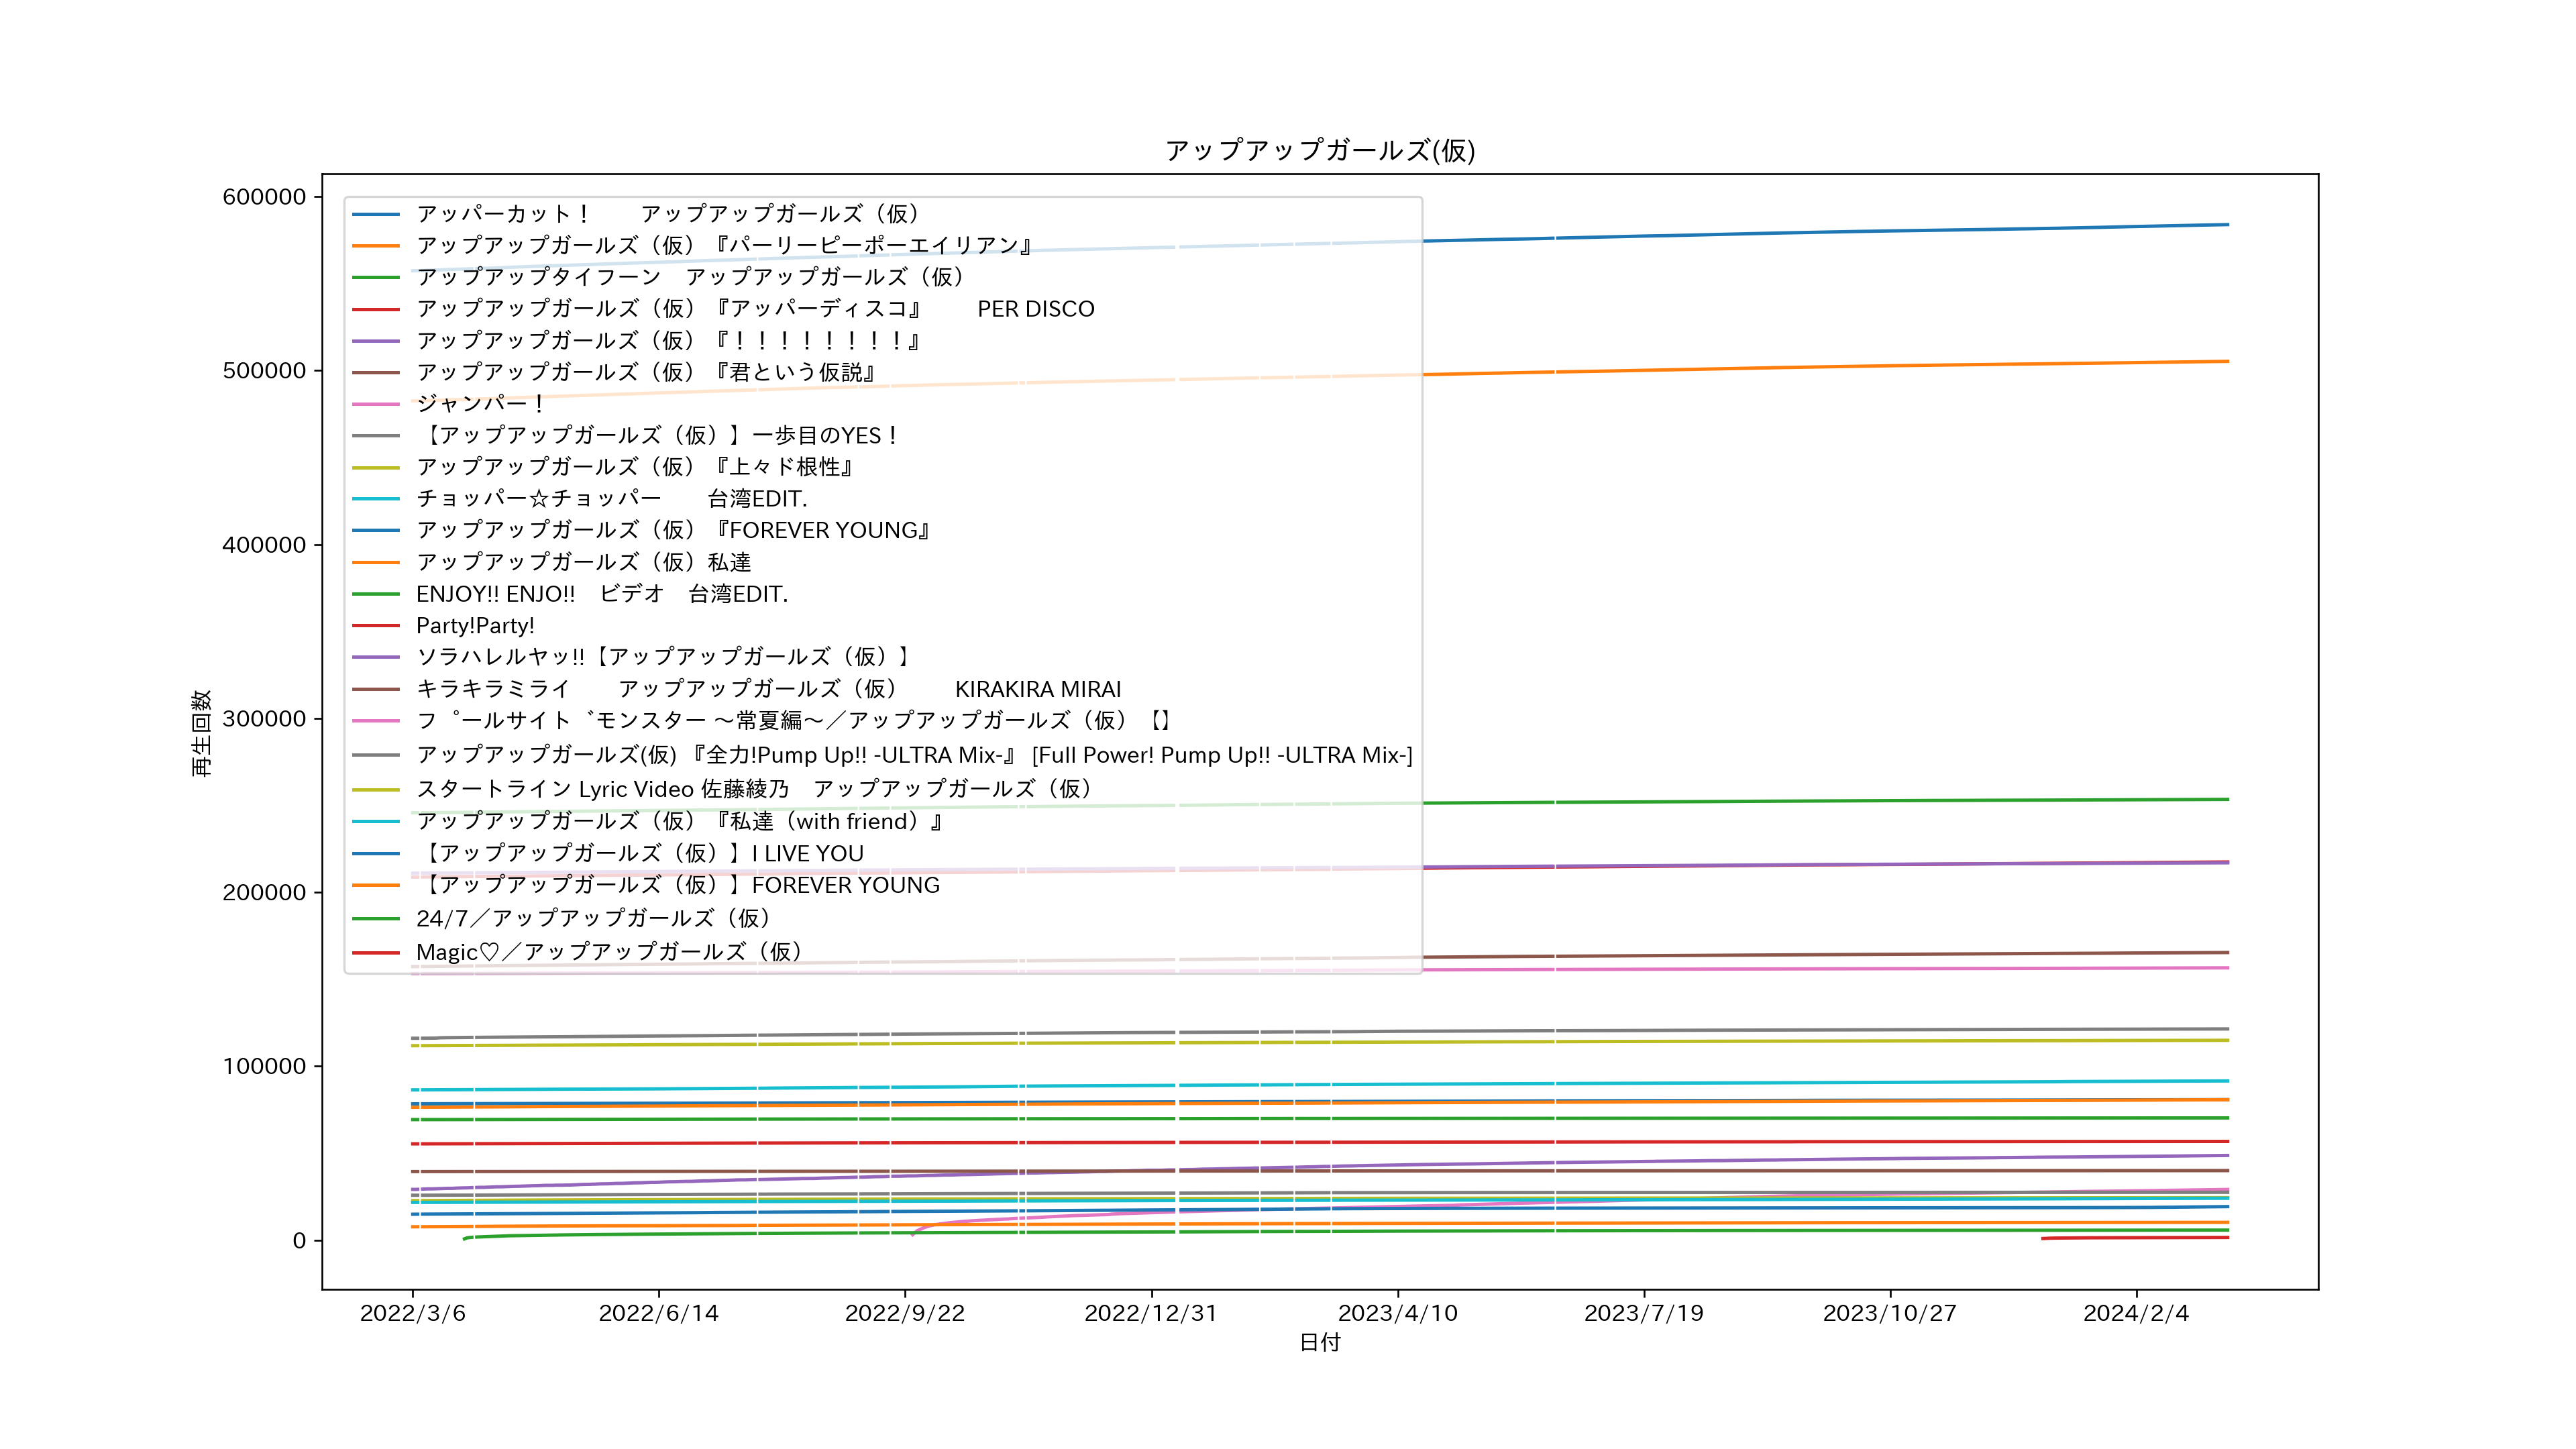 アップアップガールズ(仮)
600000
500000
400000
300000
200000
100000
0
再生回数
アッパーカット！　　アップアップガールズ（仮）
アップアップガールズ（仮）『パーリーピーポーエイリアン』
アップアップタイフーン　アップアップガールズ（仮）
アップアップガールズ（仮）『アッパーディスコ』　　PER DISCO
アップアップガールズ（仮）『！！！！！！！！』
アップアップガールズ（仮）『君という仮説』
ジャンパー！
【アップアップガールズ（仮）】一歩目のYES！
アップアップガールズ（仮）『上々ド根性』
チョッパー☆チョッパー　　台湾EDIT.
アップアップガールズ（仮）『FOREVER YOUNG』
アップアップガールズ（仮）私達
ENJOY!! ENJO!!　ビデオ　台湾EDIT.
Party!Party!
ソラハレルヤッ!!【アップアップガールズ（仮）】
キラキラミライ　　アップアップガールズ（仮）　　KIRAKIRA MIRAI
フ゜ールサイト゛モンスター ～常夏編～／アップアップガールズ（仮）【】
アップアップガールズ(仮) 『全力!Pump Up!! -ULTRA Mix-』 [Full Power! Pump Up!! -ULTRA Mix-]
スタートライン Lyric Video 佐藤綾乃　アップアップガールズ（仮）
アップアップガールズ（仮）『私達（with friend）』
【アップアップガールズ（仮）】I LIVE YOU
【アップアップガールズ（仮）】FOREVER YOUNG
24/7／アップアップガールズ（仮）
Magic♡／アップアップガールズ（仮）
2022/3/6
2022/6/14
2022/9/22
2022/12/31
2023/4/10
2023/7/19
2023/10/27
2024/2/4
日付